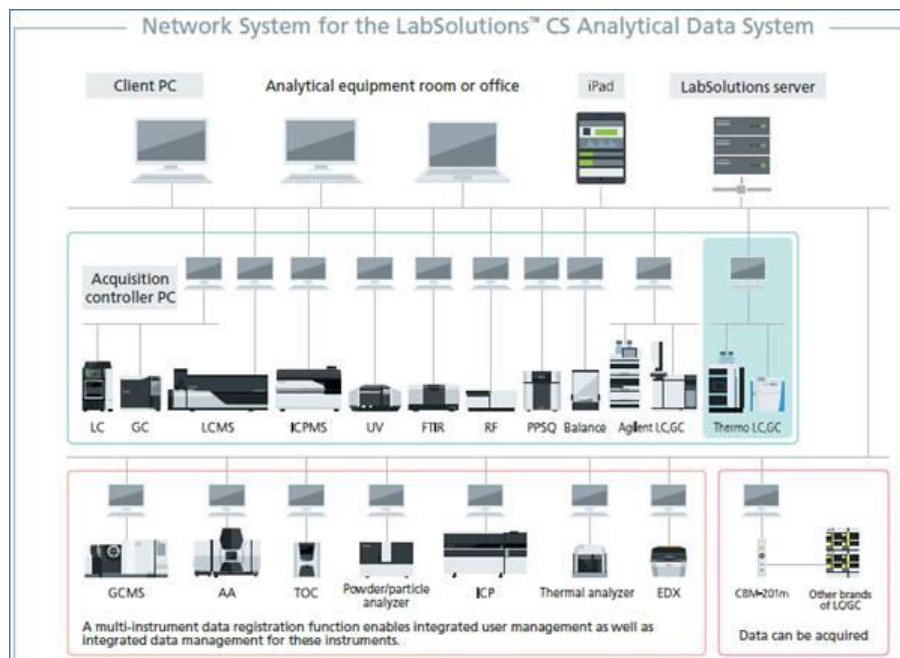 Network System for the LabSolutions™ CS Analytical Data System
Client PC
Analytical equipment room or office
iPad
LabSolutions server
Acquisition
controller PC
LC
GC
LCMS
ICPMS
UV
FTIR
RF
PPSQ
Balance
Agilent LC,GC
Thermo LC,GC
GCMS
AA
TOC
Powder/particle
analyzer
ICP
Thermal analyzer
EDX
CBM-201m
Other brands
of LOGC
A multi-instrument data registration function enables integrated user management as well as
integrated data management for these instruments.
Data can be acquired